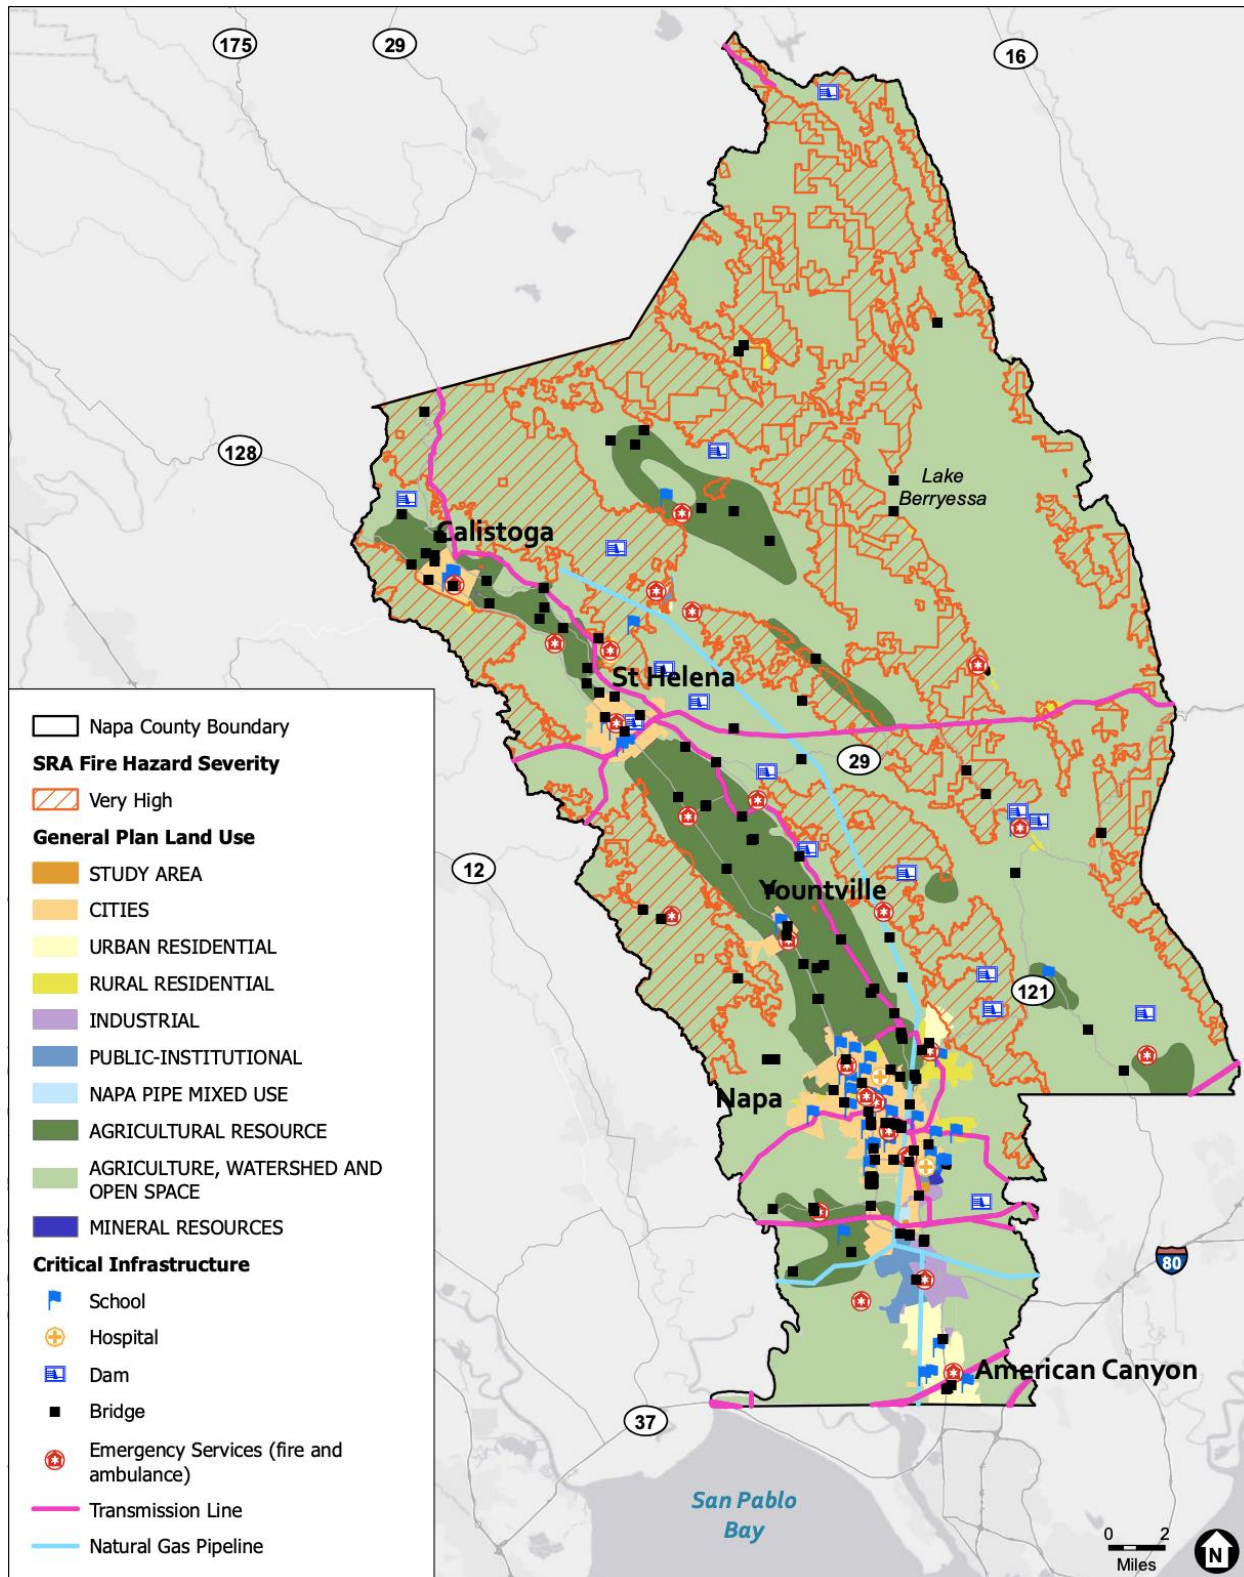 175
29
16
128
Lake
Berryessa
Calistoga
St Helena
29
12
Yountville
121
Napa
80
American Canyon
37
San Pablo
Bay
0 2
Miles
N
Napa County Boundary
SRA Fire Hazard Severity
Very High
General Plan Land Use
STUDY AREA
CITIES
URBAN RESIDENTIAL
RURAL RESIDENTIAL
INDUSTRIAL
PUBLIC-INSTITUTIONAL
NAPA PIPE MIXED USE
AGRICULTURAL RESOURCE
AGRICULTURE, WATERSHED AND
OPEN SPACE
MINERAL RESOURCES
Critical Infrastructure
School
Hospital
Dam
Bridge
Emergency Services (fire and
ambulance)
Transmission Line
Natural Gas Pipeline